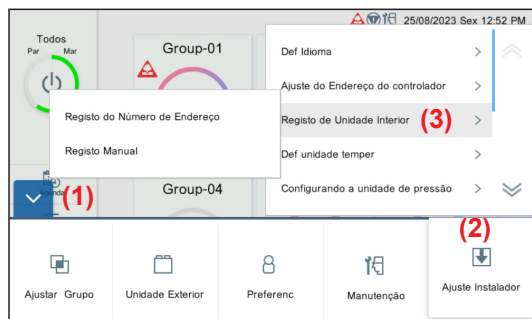 25/08/2023 Sex 12:52 PM
Todos
Par Mar
Group-01
Def Idioma
Ajuste do Endereço do controlador
Registo de Unidade Interior (3)
Def unidade temper
Configurando a unidade de pressão
Registo do Número de Endereço
Registo Manual
(1)
Group-04
(2)
Ajustar Grupo
Unidade Exterior
Preferenc
Manutenção
Ajuste Instalador